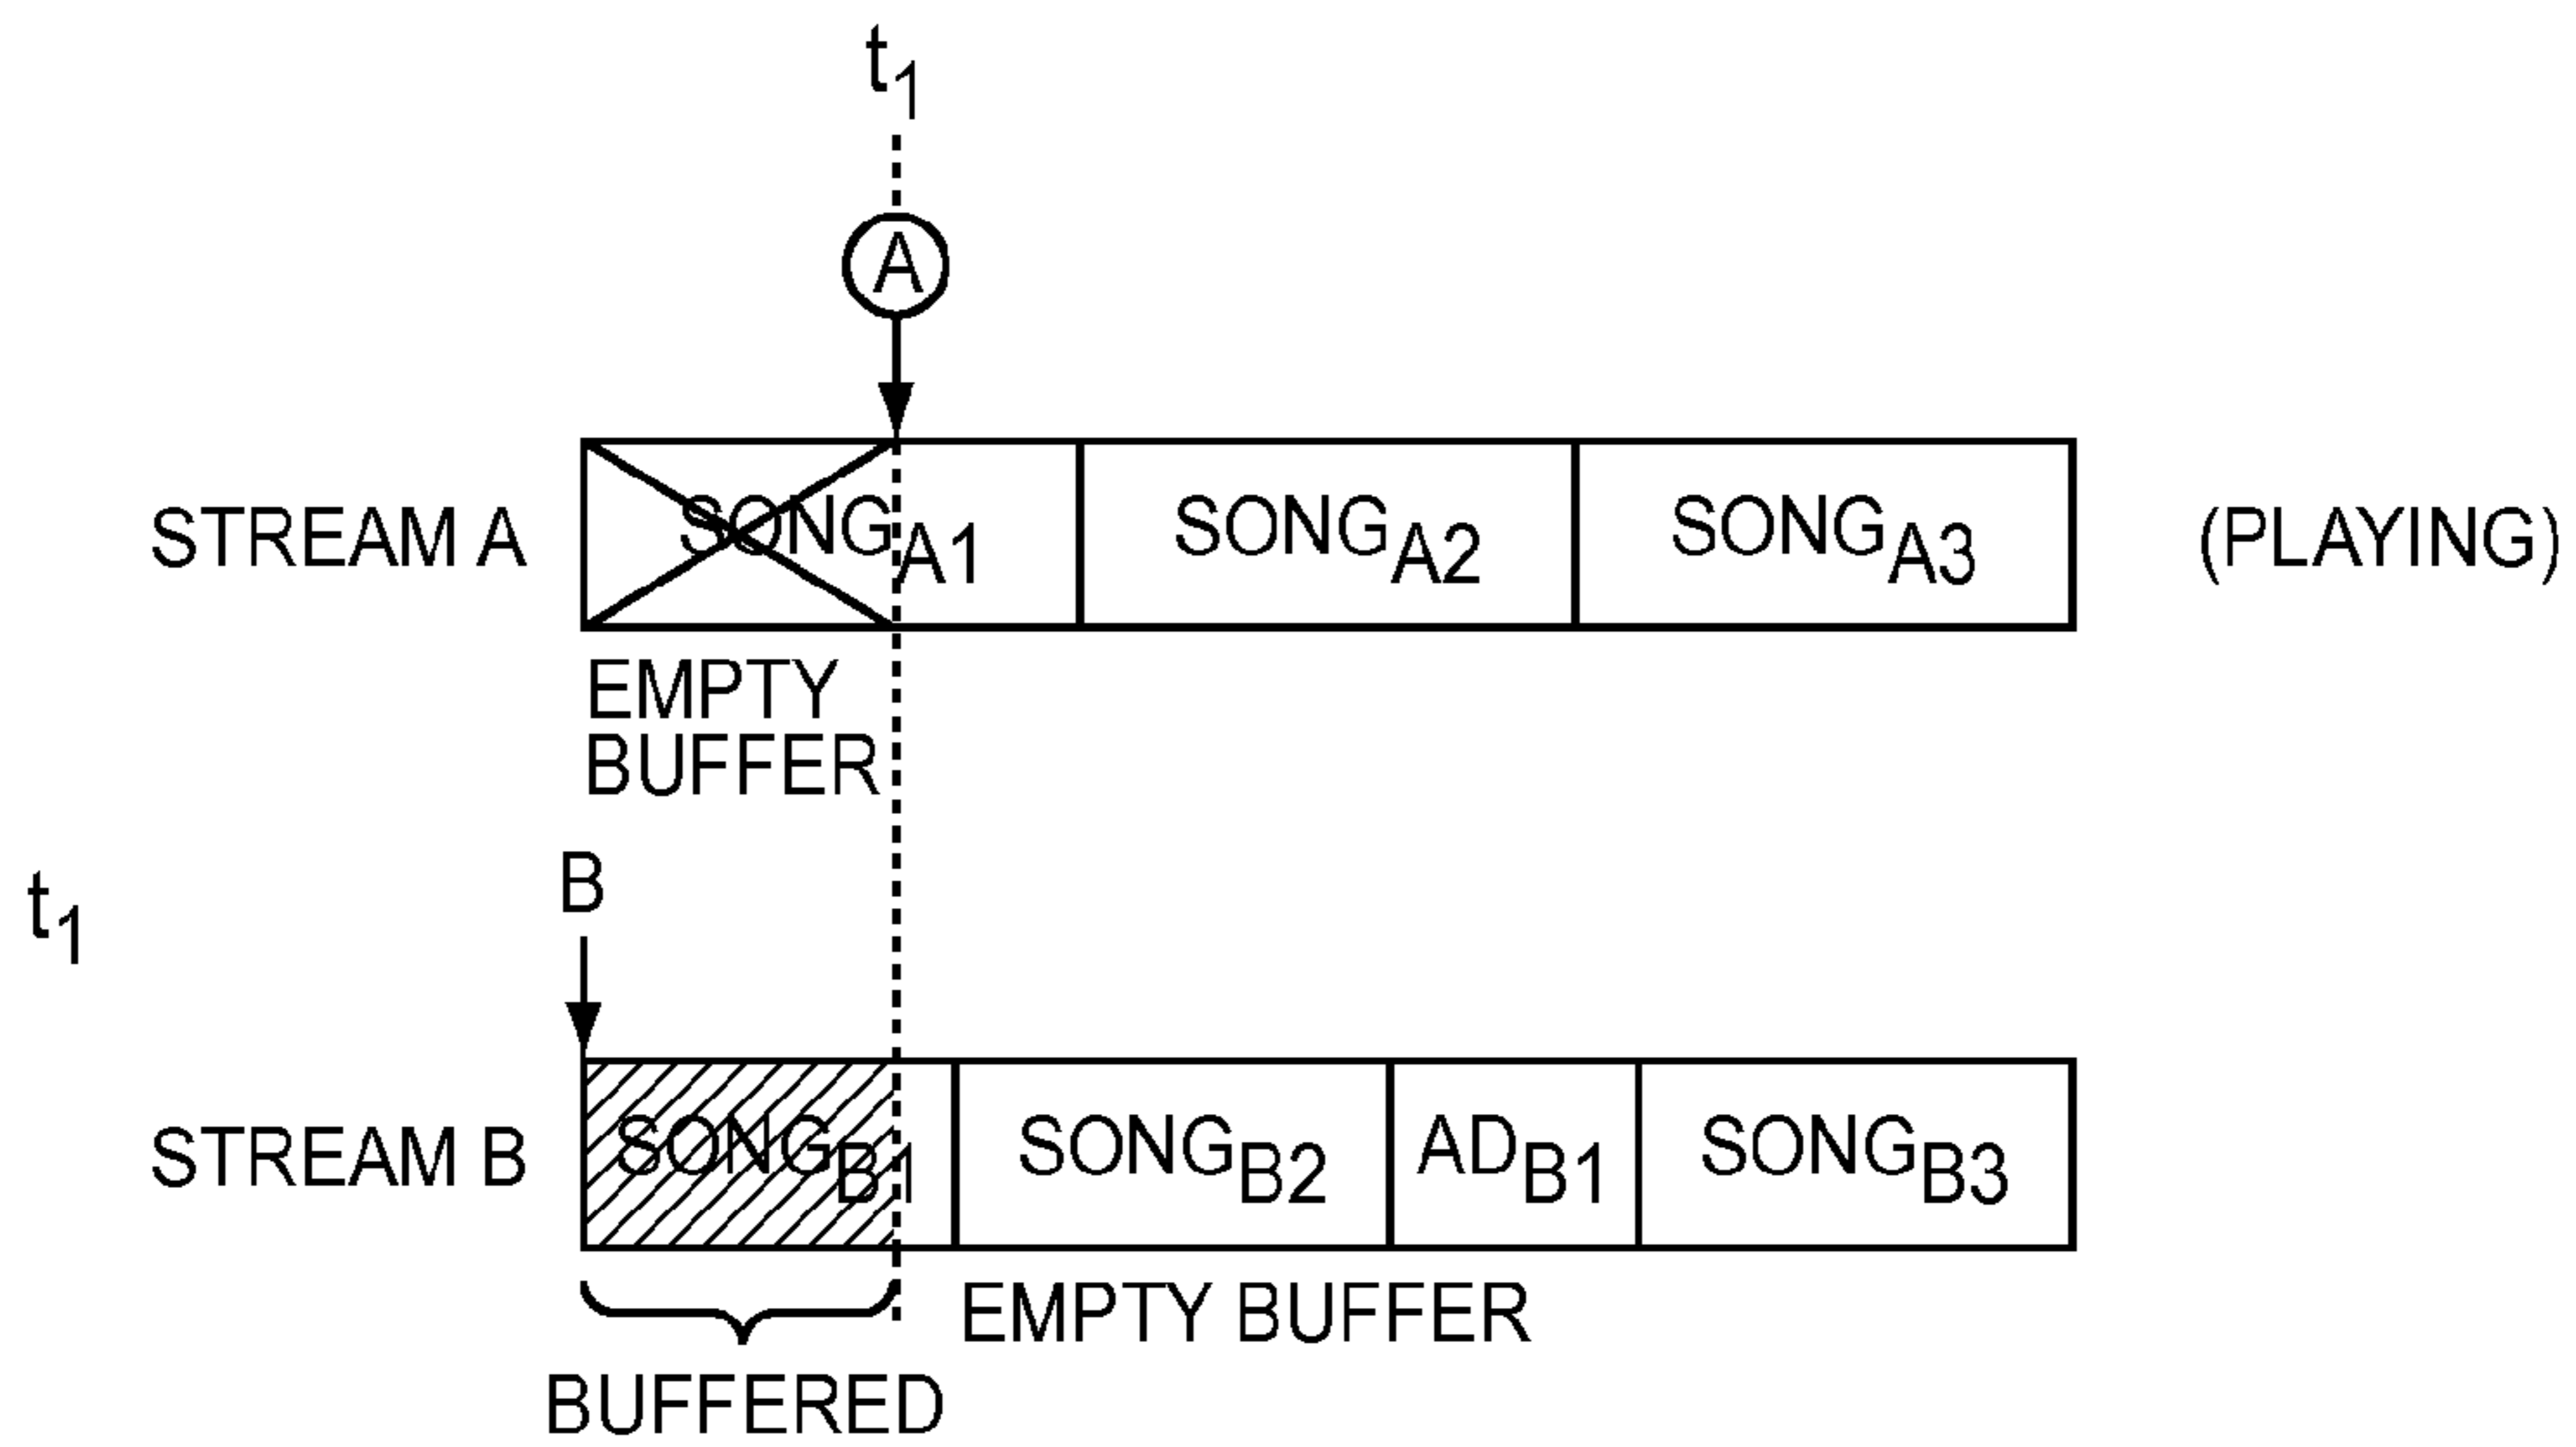 t1
A
STREAM A SONGA1 SONGA2 SONGA3 (PLAYING)
EMPTY
BUFFER
B
t1
STREAM B SONGB1 SONGB2 ADB1 SONGB3
EMPTY BUFFER
BUFFERED